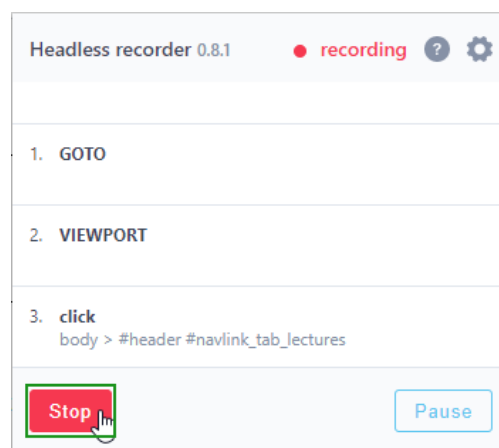 Headless recorder 0.8.1 recording ?
1. GOTO
2. VIEWPORT
3. click
body > #header #navlink_tab_lectures
Stop Pause